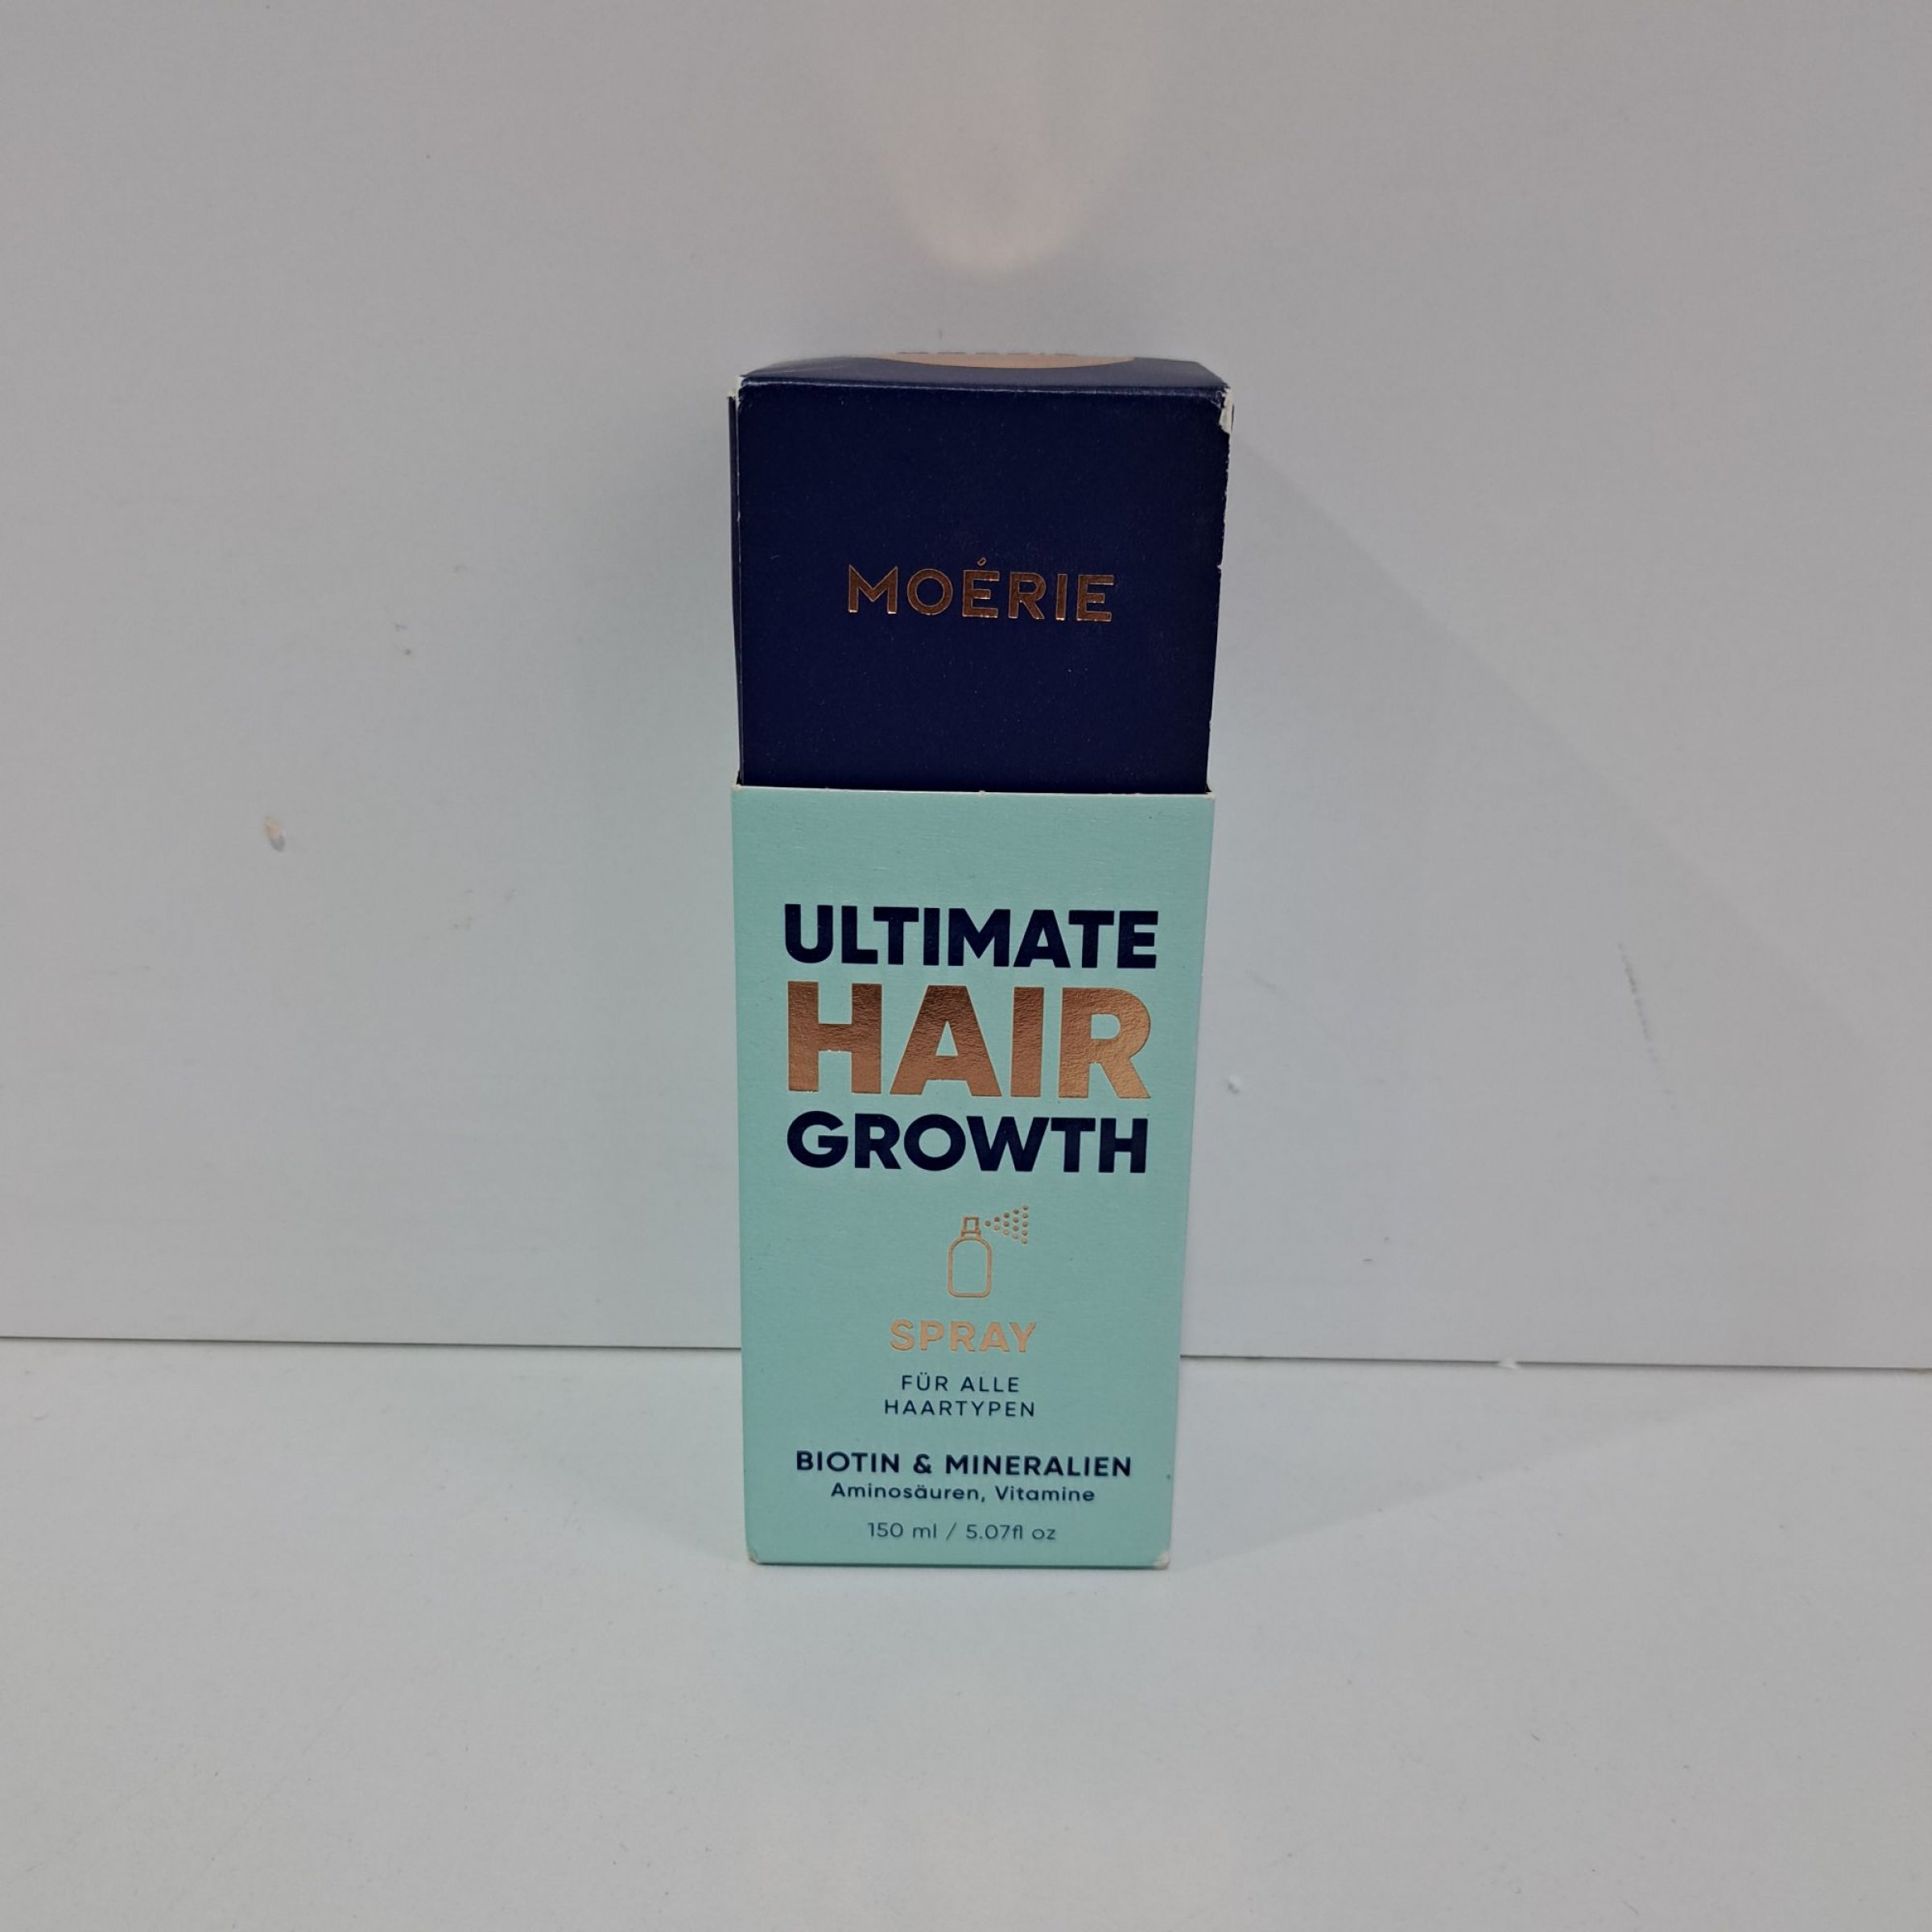 MOÉRIE
ULTIMATE
HAIR
GROWTH
SPRAY
FÜR ALLE
HAARTYPEN
BIOTIN & MINERALIEN
Aminosäuren, Vitamine
150 ml / 5.07fl oz